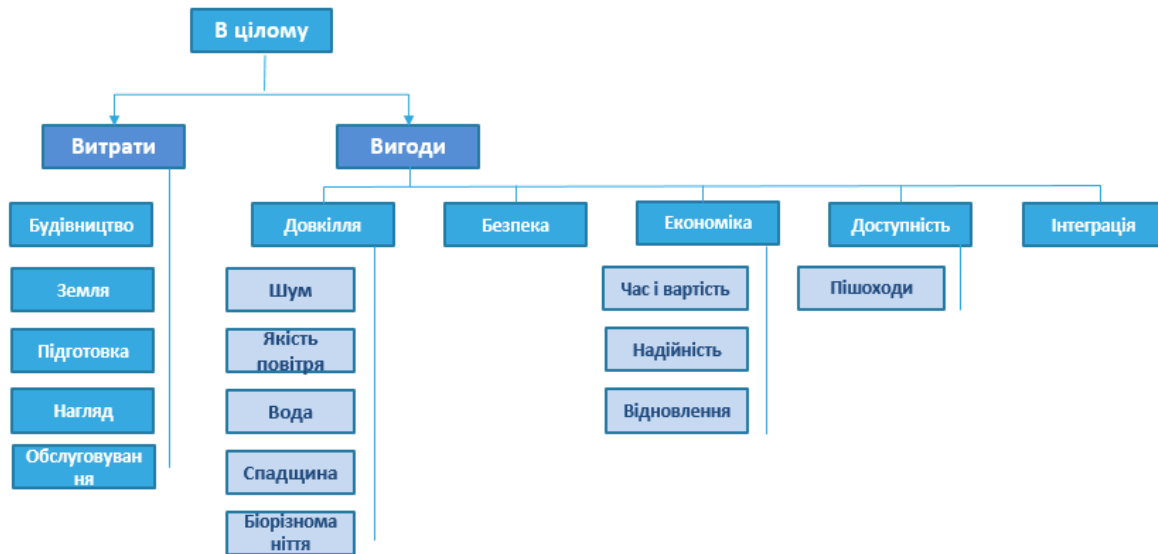 В цілому
Витрати
Вигоди
Будівництво
Довкілля
Безпека
Економіка
Доступність
Інтеграція
Земля
Шум
Час і вартість
Пішоходи
Підготовка
Якість
повітря
Надійність
Нагляд
Вода
Відновлення
Обслуговуван
ня
Спадщина
Біорізнома
ніття